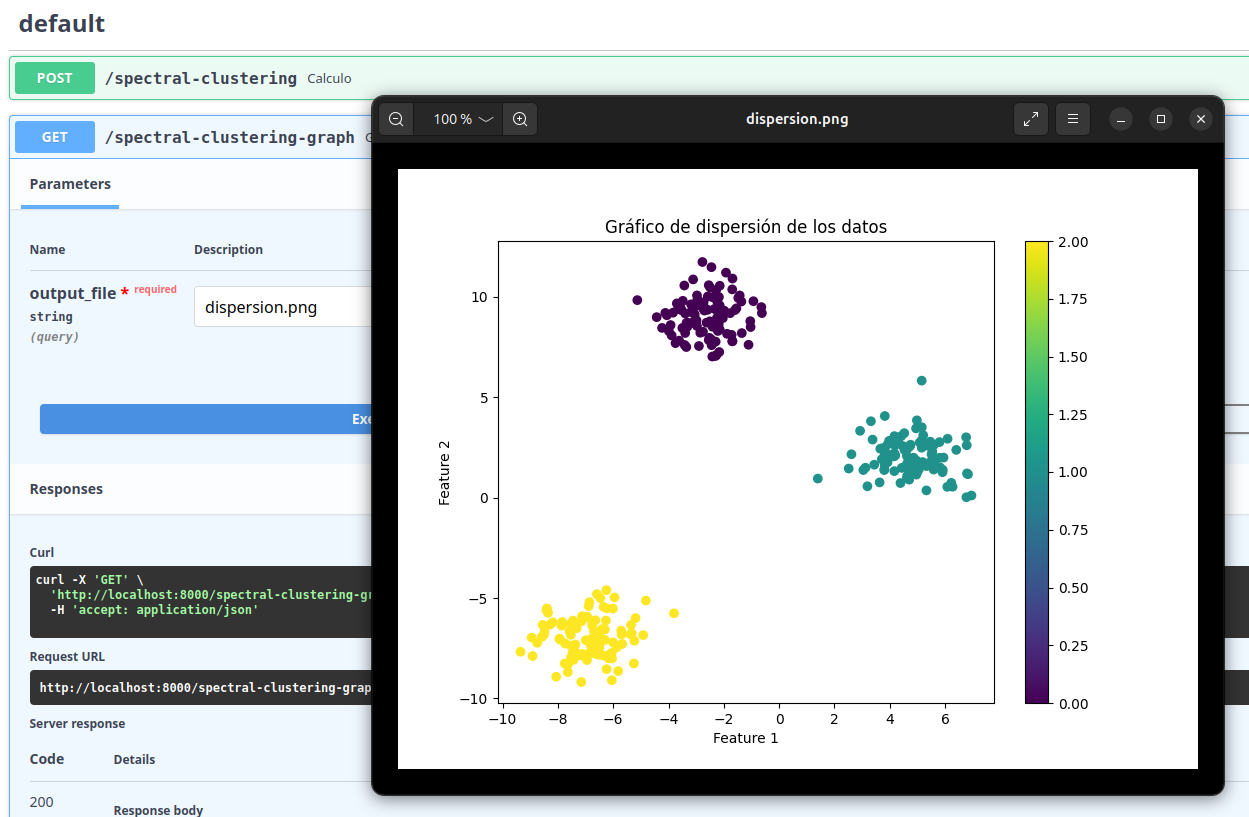 default
POST /spectral-clustering Calculo
GET /spectral-clustering-graph
Parameters
Name Description
output_file * required
string
(query)
dispersion.png
Responses
Curl
curl -X 'GET' \
'http://localhost:8000/spectral-clustering-gr
-H 'accept: application/json'
Request URL
http://localhost:8000/spectral-clustering-grap
Server response
Code Details
200
Response body
100 %
dispersion.png
Gráfico de dispersión de los datos
Feature 2
10
5
0
−5
−10
−10 −8 −6 −4 −2 0 2 4 6
Feature 1
2.00
1.75
1.50
1.25
1.00
0.75
0.50
0.25
0.00